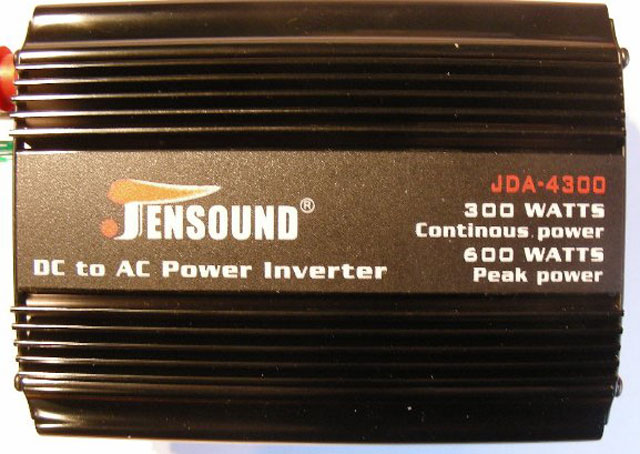 JENSOUND®
DC to AC Power Inverter
JDA-4300
300 WATTS
Continous power
600 WATTS
Peak power